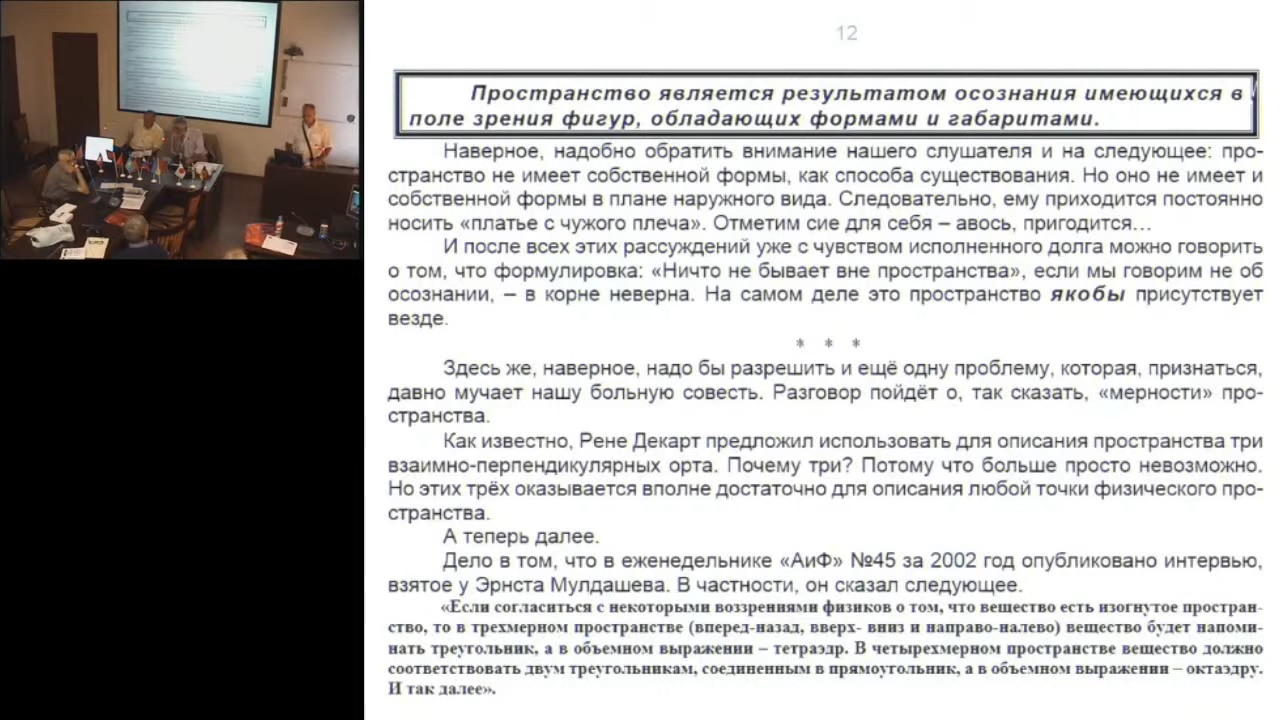 12
Пространство является результатом осознания имеющихся в
поле зрения фигур, обладающих формами и габаритами.
Наверное, надобно обратить внимание нашего слушателя и на следующее: про-
странство не имеет собственной формы, как способа существования. Но оно не имеет и
собственной формы в плане наружного вида. Следовательно, ему приходится постоянно
носить «платье с чужого плеча». Отметим сие для себя – авось, пригодится…
И после всех этих рассуждений уже с чувством исполненного долга можно говорить
о том, что формулировка: «Ничто не бывает вне пространства», если мы говорим не об
осознании, – в корне неверна. На самом деле это пространство якобы присутствует
везде.
* * *
Здесь же, наверное, надо бы разрешить и ещё одну проблему, которая, признаться,
давно мучает нашу больную совесть. Разговор пойдёт о, так сказать, «мерности» про-
странства.
Как известно, Рене Декарт предложил использовать для описания пространства три
взаимно-перпендикулярных орта. Почему три? Потому что больше просто невозможно.
Но этих трёх оказывается вполне достаточно для описания любой точки физического про-
странства.
А теперь далее.
Дело в том, что в еженедельнике «АиФ» №45 за 2002 год опубликовано интервью,
взятое у Эрнста Мулдашева. В частности, он сказал следующее.
«Если согласиться с некоторыми воззрениями физиков о том, что вещество есть изогнутое простран-
ство, то в трехмерном пространстве (вперед-назад, вверх- вниз и направо-налево) вещество будет напоми-
нать треугольник, а в объемном выражении – тетраэдр. В четырехмерном пространстве вещество должно
соответствовать двум треугольникам, соединенным в прямоугольник, а в объемном выражении – октаэдру.
И так далее».